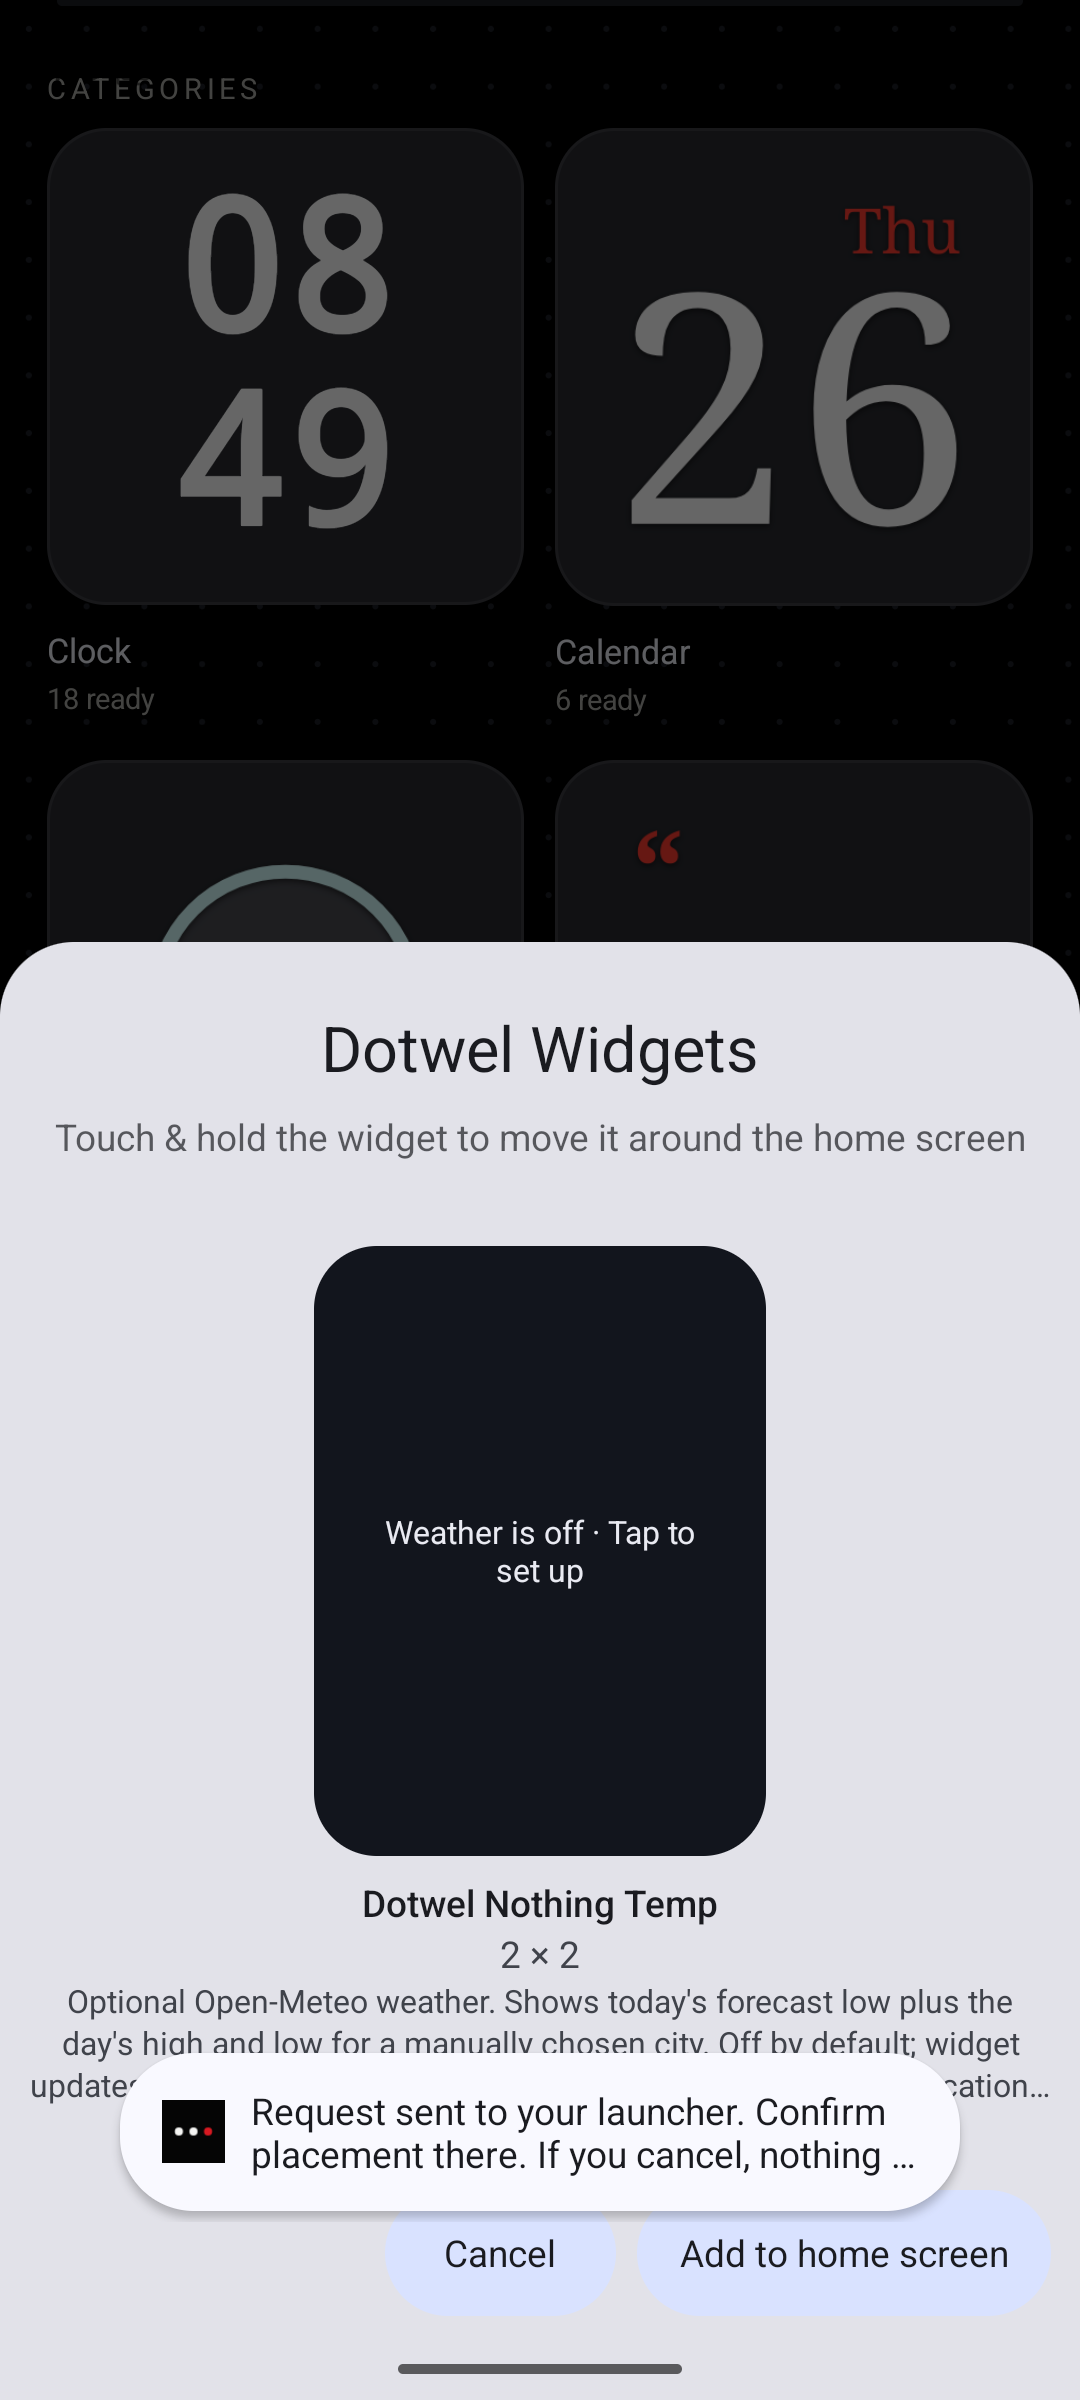 CATEGORIES
08
49
Thu
26
Clock
18 ready
Calendar
6 ready
“
Dotwel Widgets
Touch & hold the widget to move it around the home screen
Weather is off · Tap to
set up
Dotwel Nothing Temp
2 × 2
Optional Open-Meteo weather. Shows today's forecast low plus the
day's high and low for a manually chosen city. Off by default; widget
Request sent to your launcher. Confirm
placement there. If you cancel, nothing ...
Cancel
Add to home screen